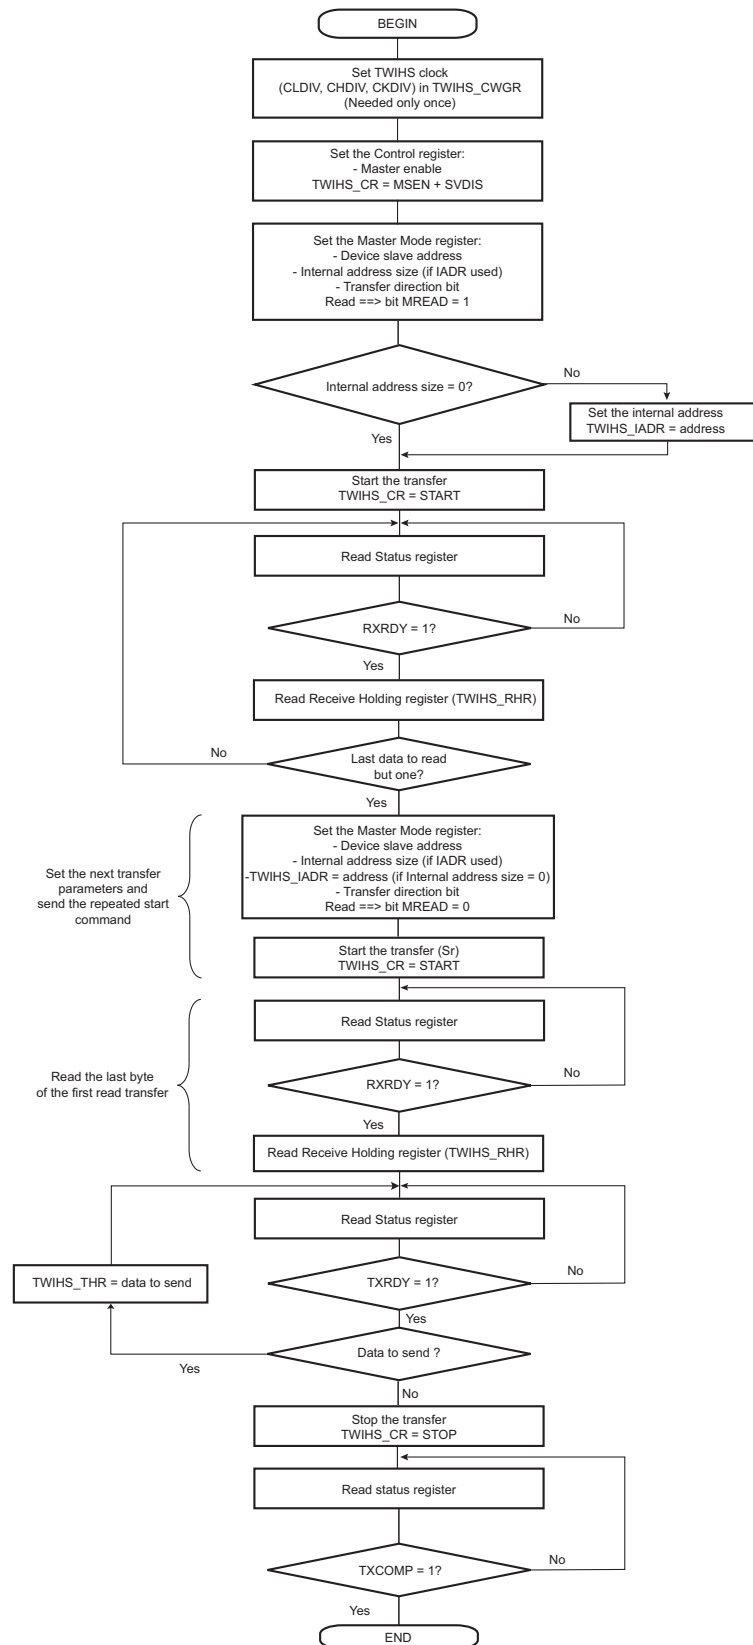 BEGIN
Set TWIHS clock
(CLDIV, CHDIV, CKDIV) in TWIHS_CWGR
(Needed only once)
Set the Control register:
- Master enable
TWIHS_CR = MSEN + SVDIS
Set the Master Mode register:
- Device slave address
- Internal address size (if IADR used)
- Transfer direction bit
Read ==> bit MREAD = 1
Internal address size = 0?
No
Set the internal address
TWIHS_IADR = address
Yes
Start the transfer
TWIHS_CR = START
Read Status register
RXRDY = 1?
No
Yes
Read Receive Holding register (TWIHS_RHR)
No
Last data to read
but one?
Yes
Set the Master Mode register:
- Device slave address
- Internal address size (if IADR used)
-TWIHS_IADR = address (if Internal address size = 0)
- Transfer direction bit
Read ==> bit MREAD = 0
Set the next transfer
parameters and
send the repeated start
command
Start the transfer (Sr)
TWIHS_CR = START
Read Status register
Read the last byte
of the first read transfer
RXRDY = 1?
No
Yes
Read Receive Holding register (TWIHS_RHR)
Read Status register
TWIHS_THR = data to send
TXRDY = 1?
No
Yes
Data to send ?
Yes
No
Stop the transfer
TWIHS_CR = STOP
Read status register
TXCOMP = 1?
No
Yes
END